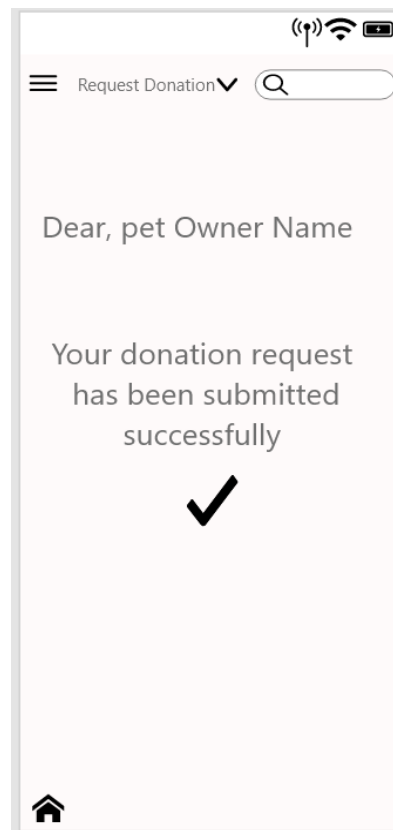 Request Donation
Dear, pet Owner Name
Your donation request
has been submitted
successfully